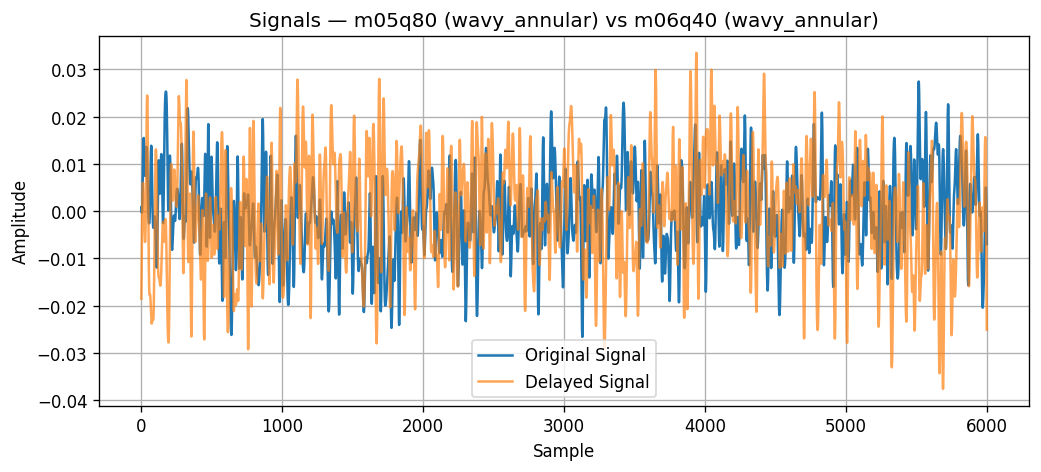 Signals — m05q80 (wavy_annular) vs m06q40 (wavy_annular)
0.03
0.02
0.01
0.00
−0.01
−0.02
−0.03
−0.04
Amplitude
Original Signal
Delayed Signal
0 1000 2000 3000 4000 5000 6000
Sample